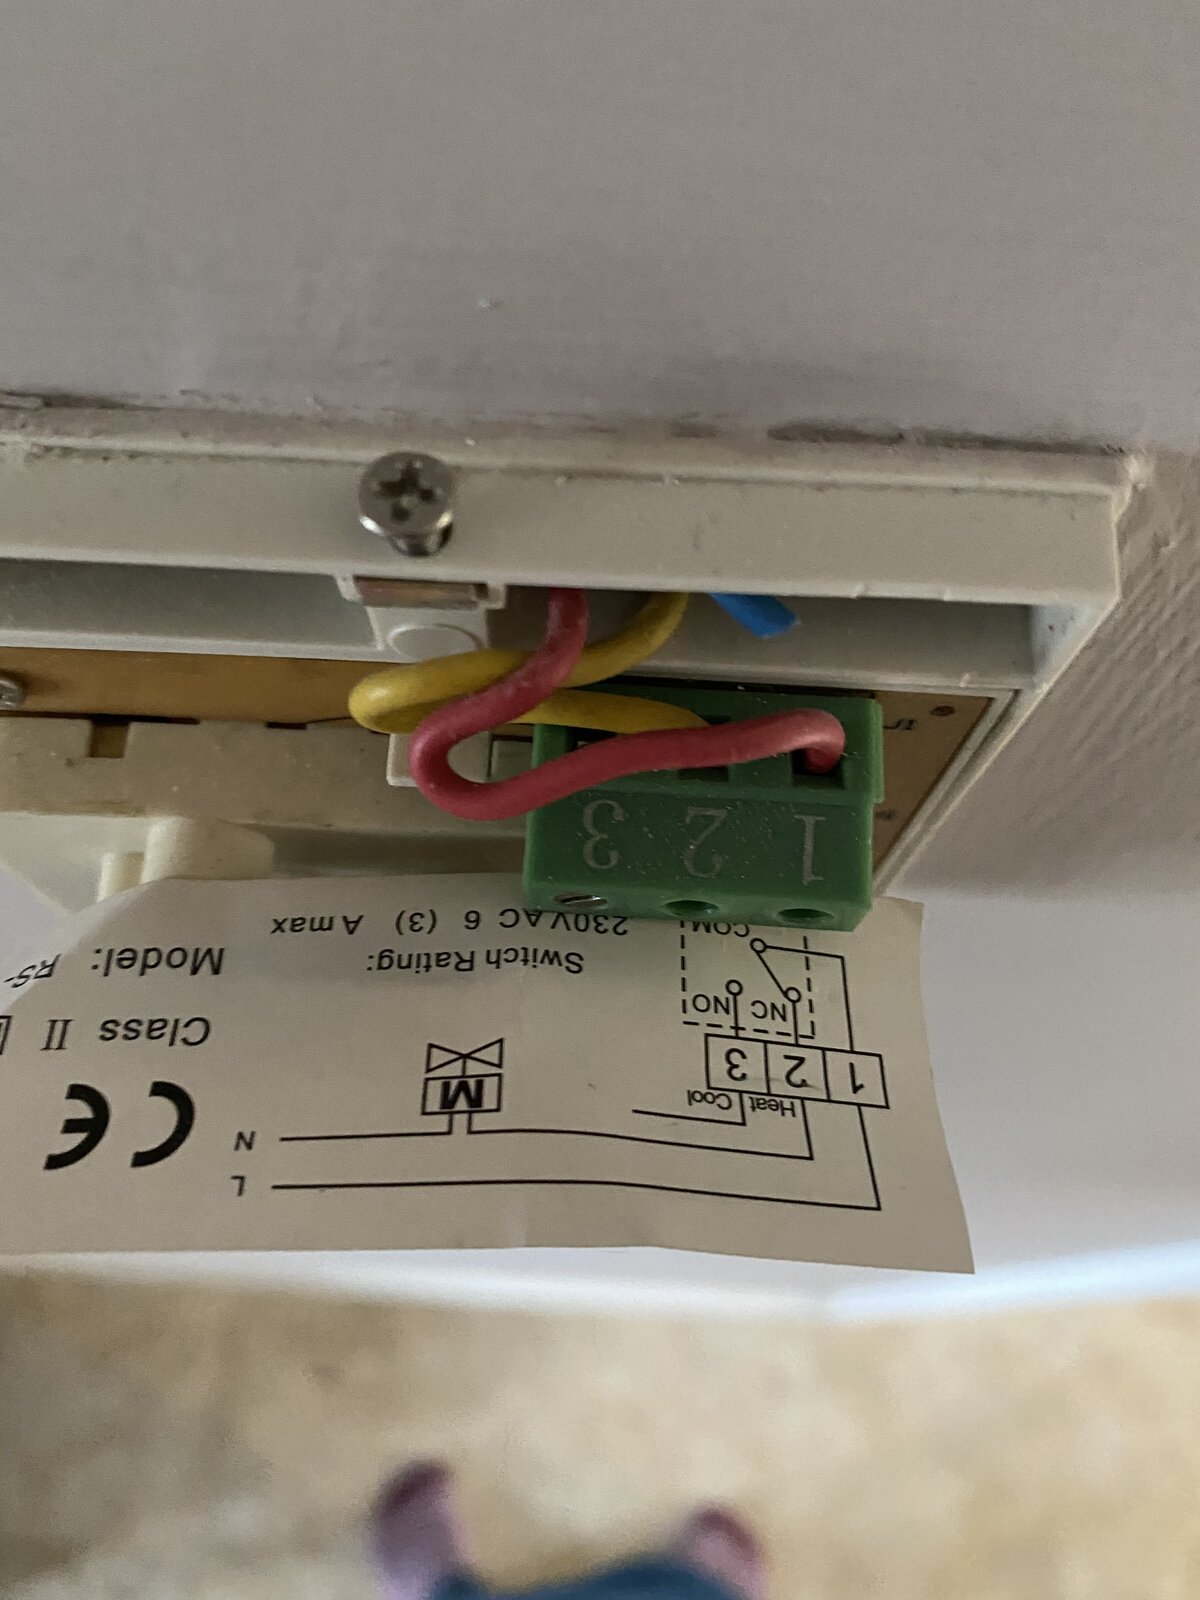 L
N
CE
Heat Cool
1 2 3
M
NC NO
Class II
Switch Rating:
Model: RS-
COM
230VAC 6 (3) A max
1 2 3